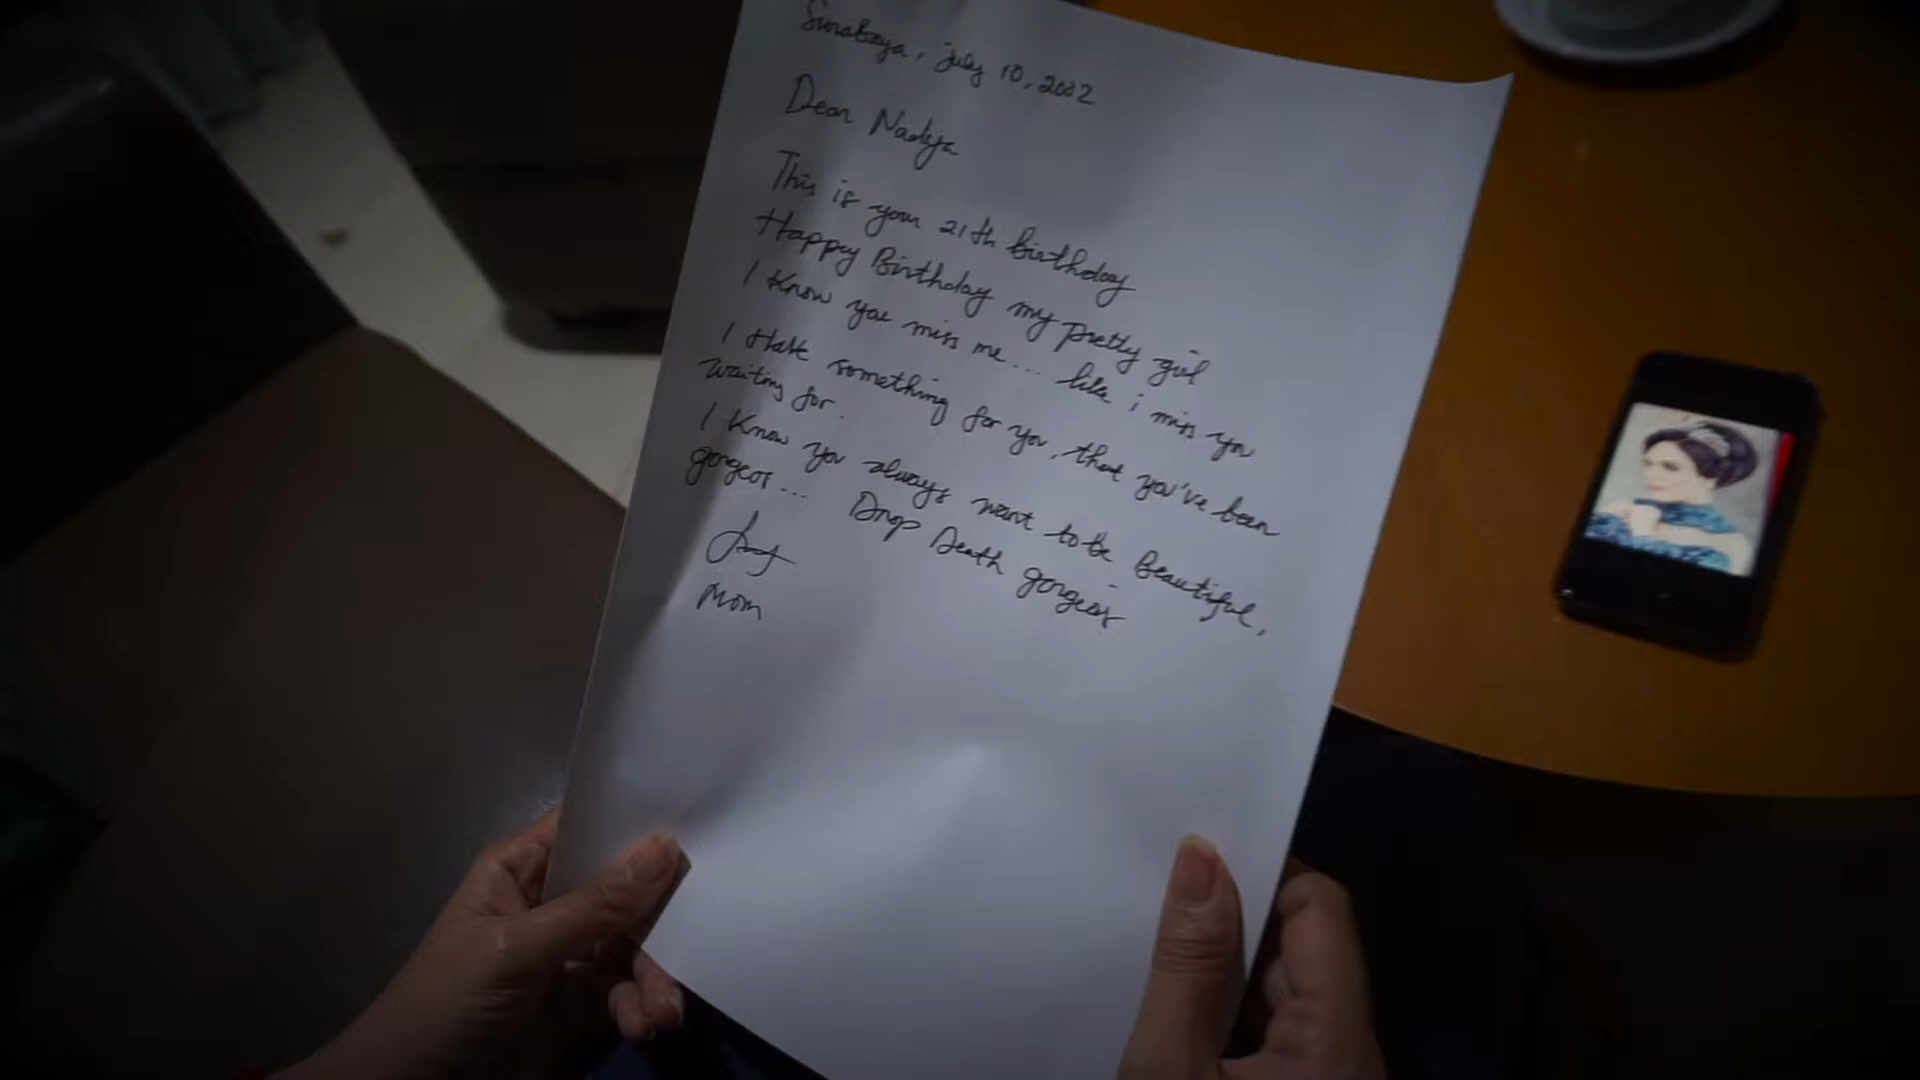 Surabaya, july 10, 2002
Dear Nadya
This is your 21th birthday
Happy Birthday my pretty girl
I Know you miss me... like i miss you
I Have something for you, that you've been
waiting for.
I Know you always want to be Beautiful,
gorgeos... Drop Death gorgeos
Mom